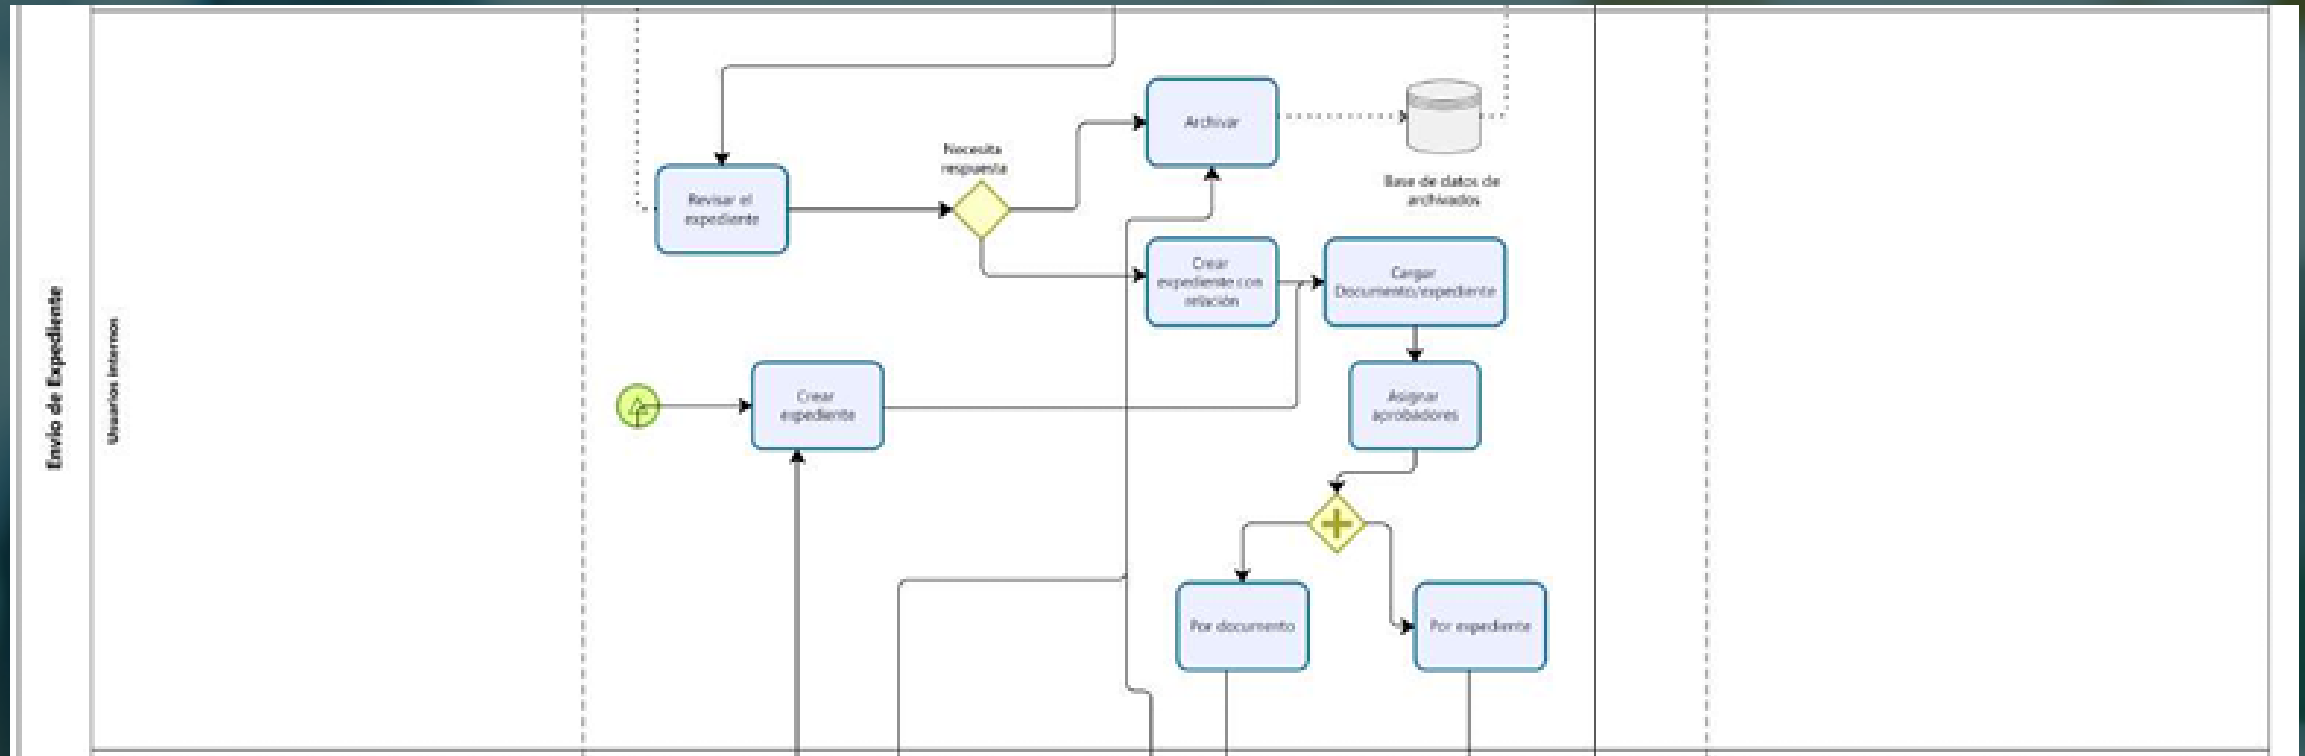 Envío de Expediente
Usuarios internos
Archivar
Necesita
respuesta
Revisar el
expediente
Base de datos de
archivados
Crear
expediente con
relación
Cargar
Documento/expediente
Crear
expediente
Asignar
aprobadores
Por documento
Por expediente